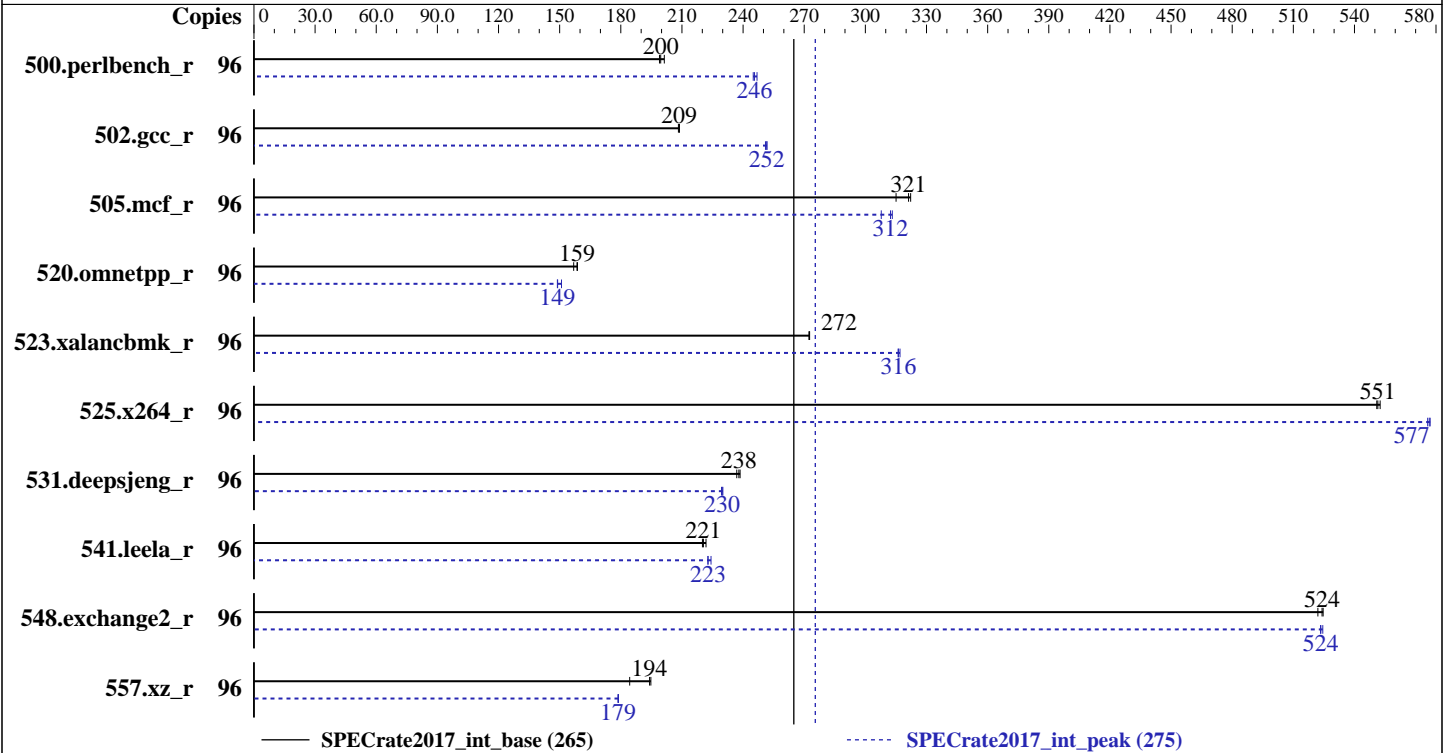 Copies 0 30.0 60.0 90.0 120 150 180 210 240 270 300 330 360 390 420 450 480 510 540 580
200
500.perlbench_r 96
246
209
502.gcc_r 96
252
321
505.mcf_r 96
312
159
520.omnetpp_r 96
149
272
523.xalancbmk_r 96
316
551
525.x264_r 96
577
238
531.deepsjeng_r 96
230
221
541.leela_r 96
223
524
548.exchange2_r 96
524
194
557.xz_r 96
179
SPECrate2017_int_base (265) SPECrate2017_int_peak (275)